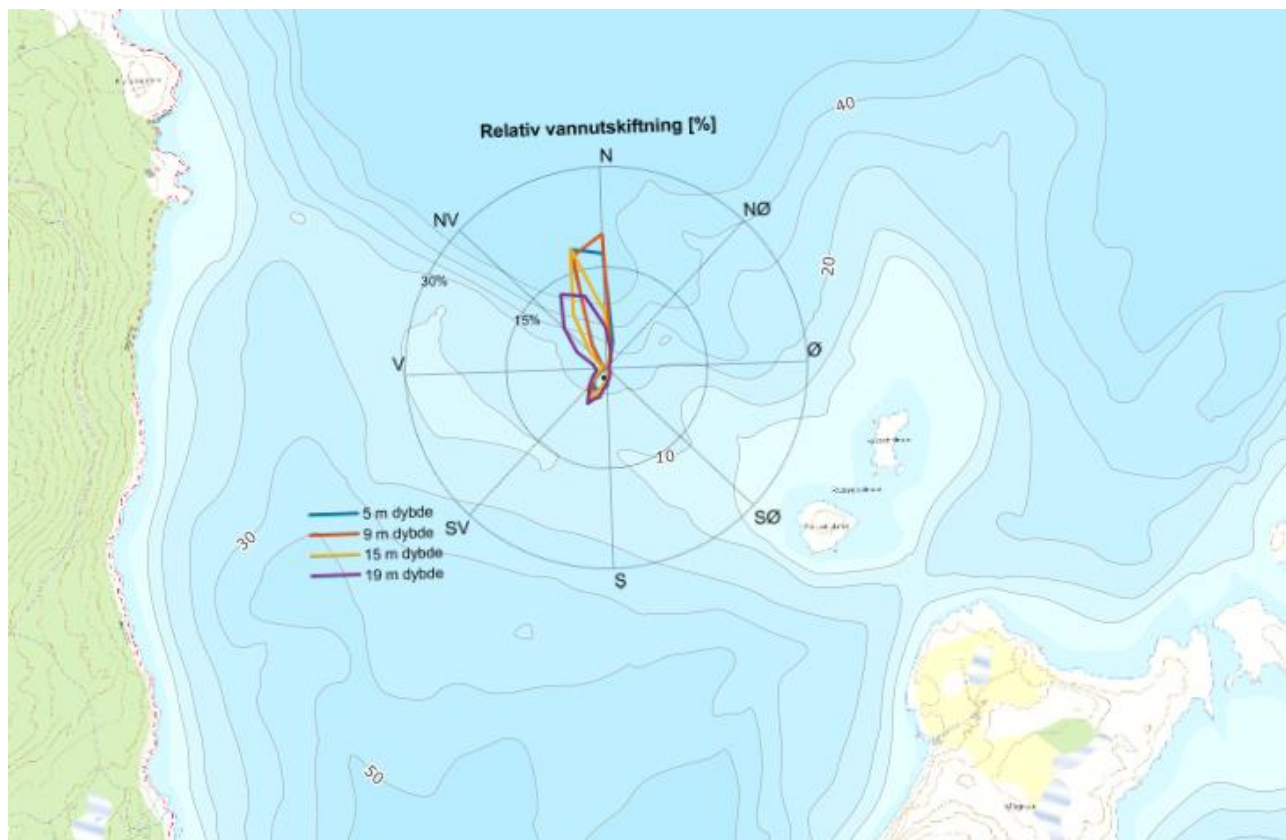 Relativ vannutskiftning [%]
N
NV
NØ
40
20
30%
15%
V
Ø
10
SV
SØ
S
5 m dybde
9 m dybde
15 m dybde
19 m dybde
30
50